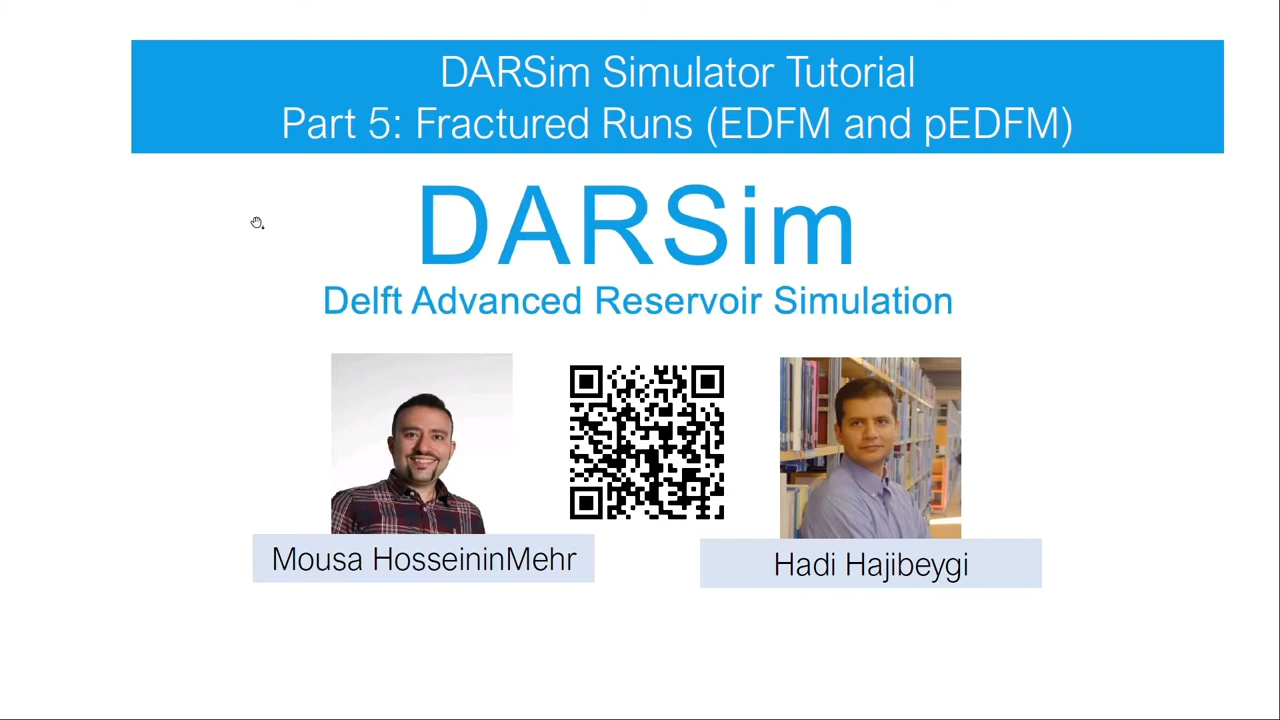 DARSim Simulator Tutorial
Part 5: Fractured Runs (EDFM and pEDFM)
DARSim
Delft Advanced Reservoir Simulation
Mousa HosseininMehr
Hadi Hajibeygi